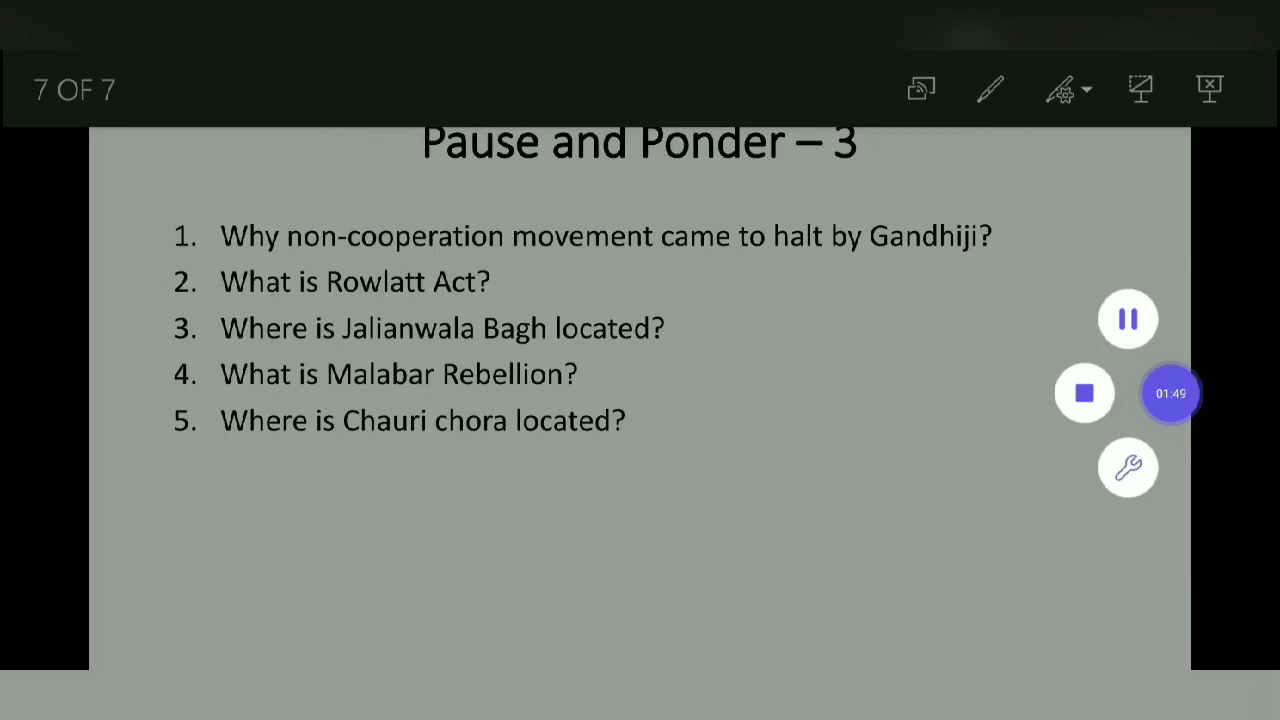 7 OF 7
Pause and Ponder – 3
1. Why non-cooperation movement came to halt by Gandhiji?
2. What is Rowlatt Act?
3. Where is Jalianwala Bagh located?
4. What is Malabar Rebellion?
5. Where is Chauri chora located?
01:49